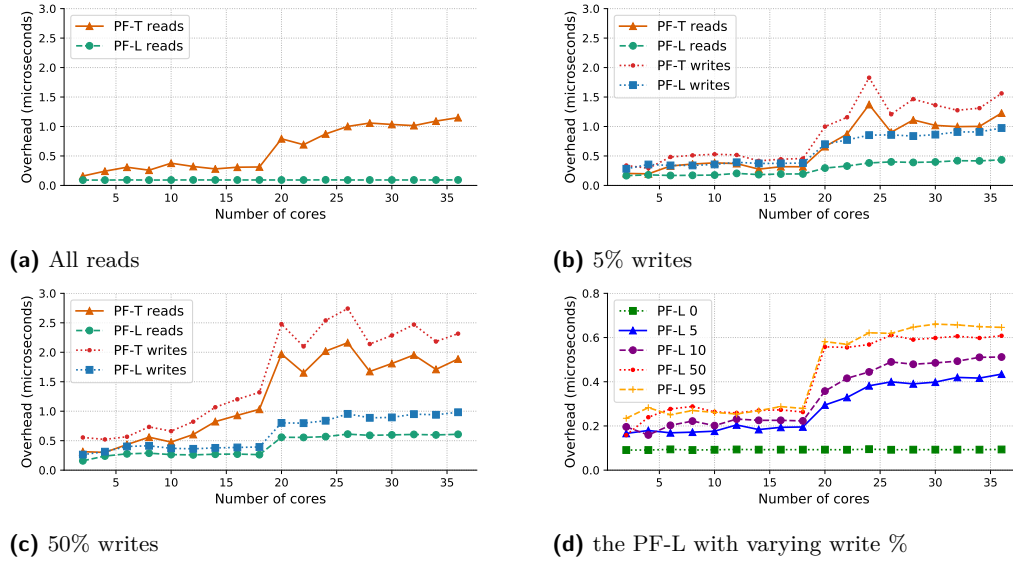 3.0
2.5
2.0
1.5
1.0
0.5
0.0
Overhead (microseconds)
PF-T reads
PF-L reads
5 10 15 20 25 30 35
Number of cores
(a) All reads
3.0
2.5
2.0
1.5
1.0
0.5
0.0
Overhead (microseconds)
PF-T reads
PF-L reads
PF-T writes
PF-L writes
5 10 15 20 25 30 35
Number of cores
(b) 5% writes
3.0
2.5
2.0
1.5
1.0
0.5
0.0
Overhead (microseconds)
PF-T reads
PF-L reads
PF-T writes
PF-L writes
5 10 15 20 25 30 35
Number of cores
(c) 50% writes
0.8
0.6
0.4
0.2
0.0
Overhead (microseconds)
PF-L 0
PF-L 5
PF-L 10
PF-L 50
PF-L 95
5 10 15 20 25 30 35
Number of cores
(d) the PF-L with varying write %